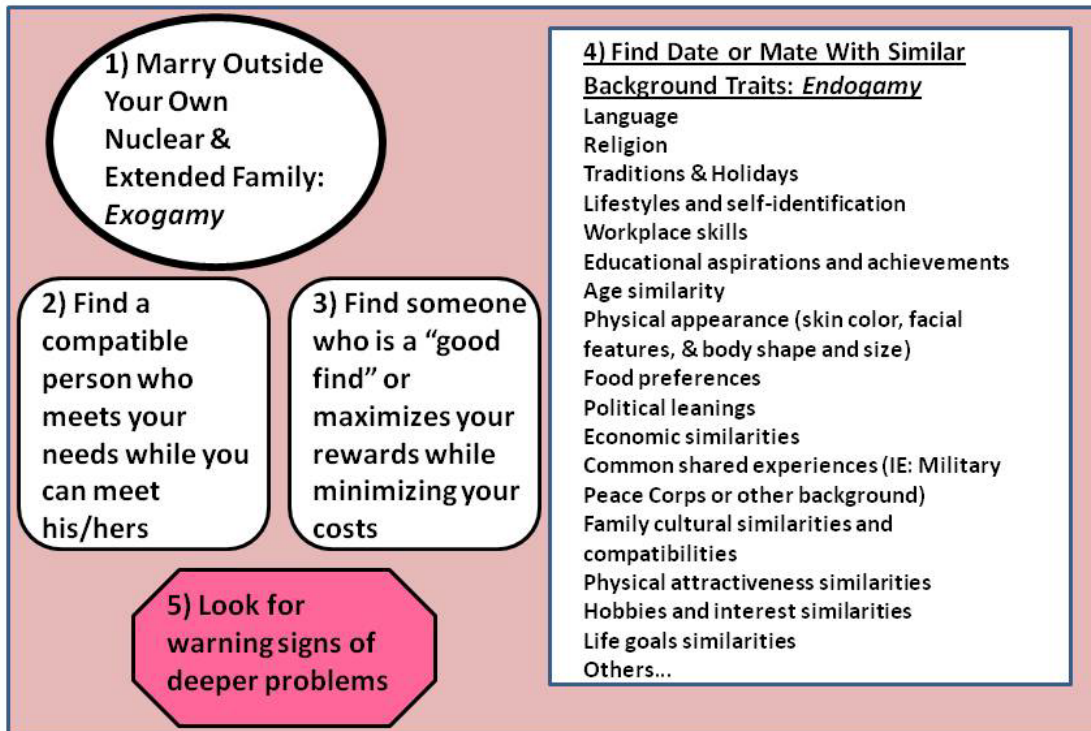 1) Marry Outside
Your Own
Nuclear &
Extended Family:
Exogamy
2) Find a
compatible
person who
meets your
needs while you
can meet
his/hers
3) Find someone
who is a “good
find” or
maximizes your
rewards while
minimizing your
costs
4) Find Date or Mate With Similar
Background Traits: Endogamy
Language
Religion
Traditions & Holidays
Lifestyles and self-identification
Workplace skills
Educational aspirations and achievements
Age similarity
Physical appearance (skin color, facial
features, & body shape and size)
Food preferences
Political leanings
Economic similarities
Common shared experiences (IE: Military
Peace Corps or other background)
Family cultural similarities and
compatibilities
Physical attractiveness similarities
Hobbies and interest similarities
Life goals similarities
Others...
5) Look for
warning signs of
deeper problems